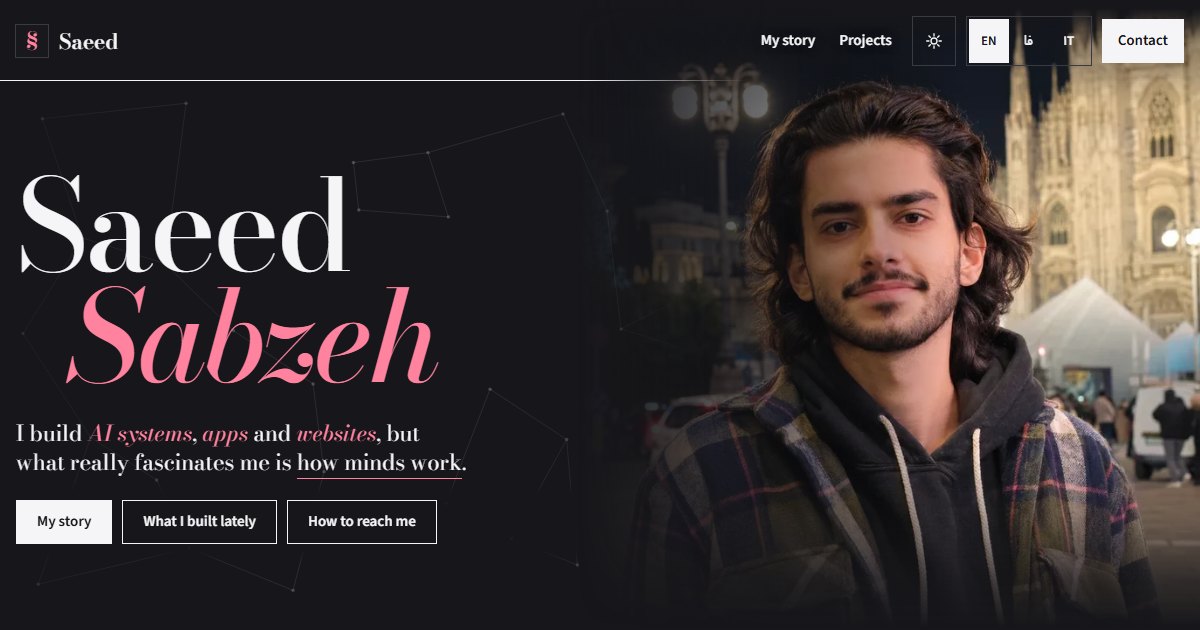 § Saeed
My story
Projects
EN
فا
IT
Contact
Saeed
Sabzeh
I build AI systems, apps and websites, but
what really fascinates me is how minds work.
My story
What I built lately
How to reach me